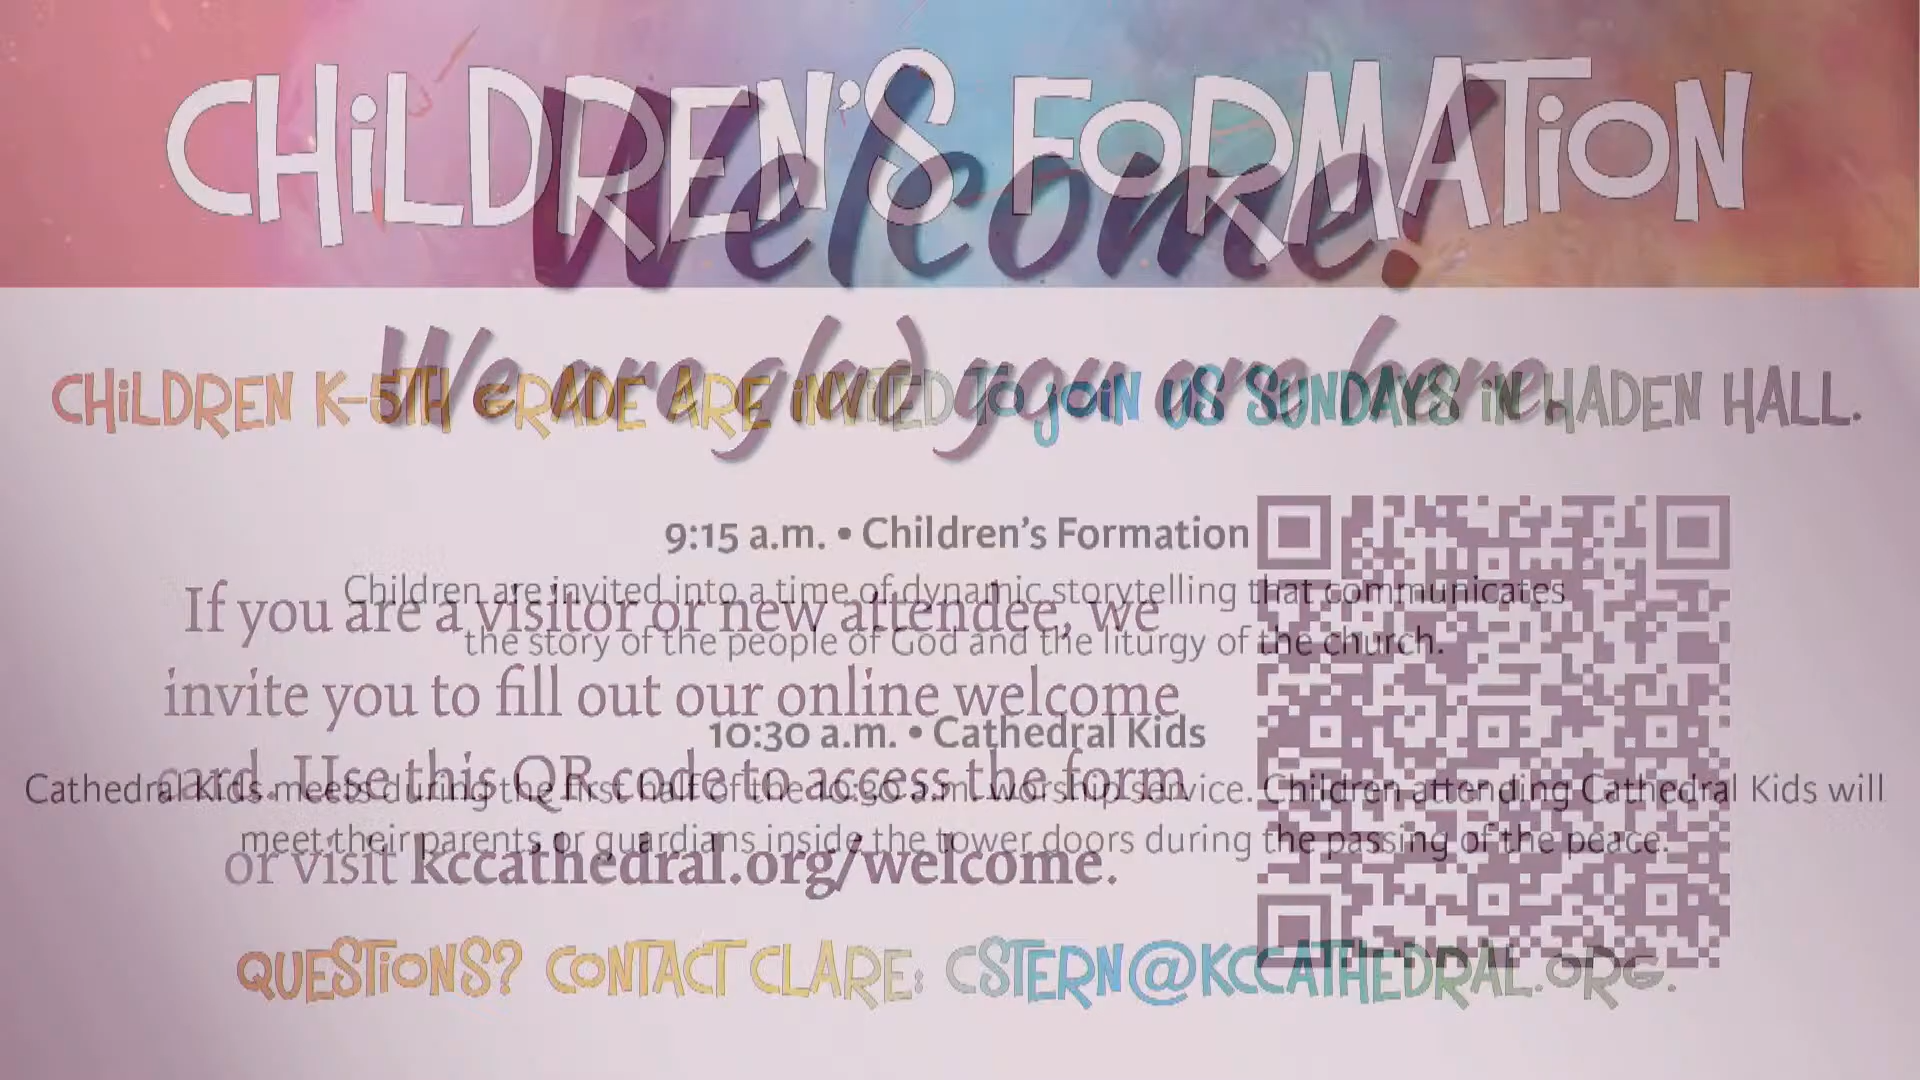 CHiLDREN'S FORMATiON
Welcome!
We are glad you are here.
CHiLDREN K-5TH GRADE ARE iNViTED TO jOiN US SUNDAYS iN HADEN HALL.
9:15 a.m. • Children's Formation
Children are invited into a time of dynamic storytelling that communicates
the story of the people of God and the liturgy of the church.
If you are a visitor or new attendee, we
invite you to fill out our online welcome
card. Use this QR code to access the form
or visit kccathedral.org/welcome.
10:30 a.m. • Cathedral Kids
Cathedral Kids meets during the first half of the 10:30 a.m. worship service. Children attending Cathedral Kids will
meet their parents or guardians inside the tower doors during the passing of the peace.
QUESTiONS? CONTACT CLARE: CSTERN@KCCATHEDRAL.ORG.